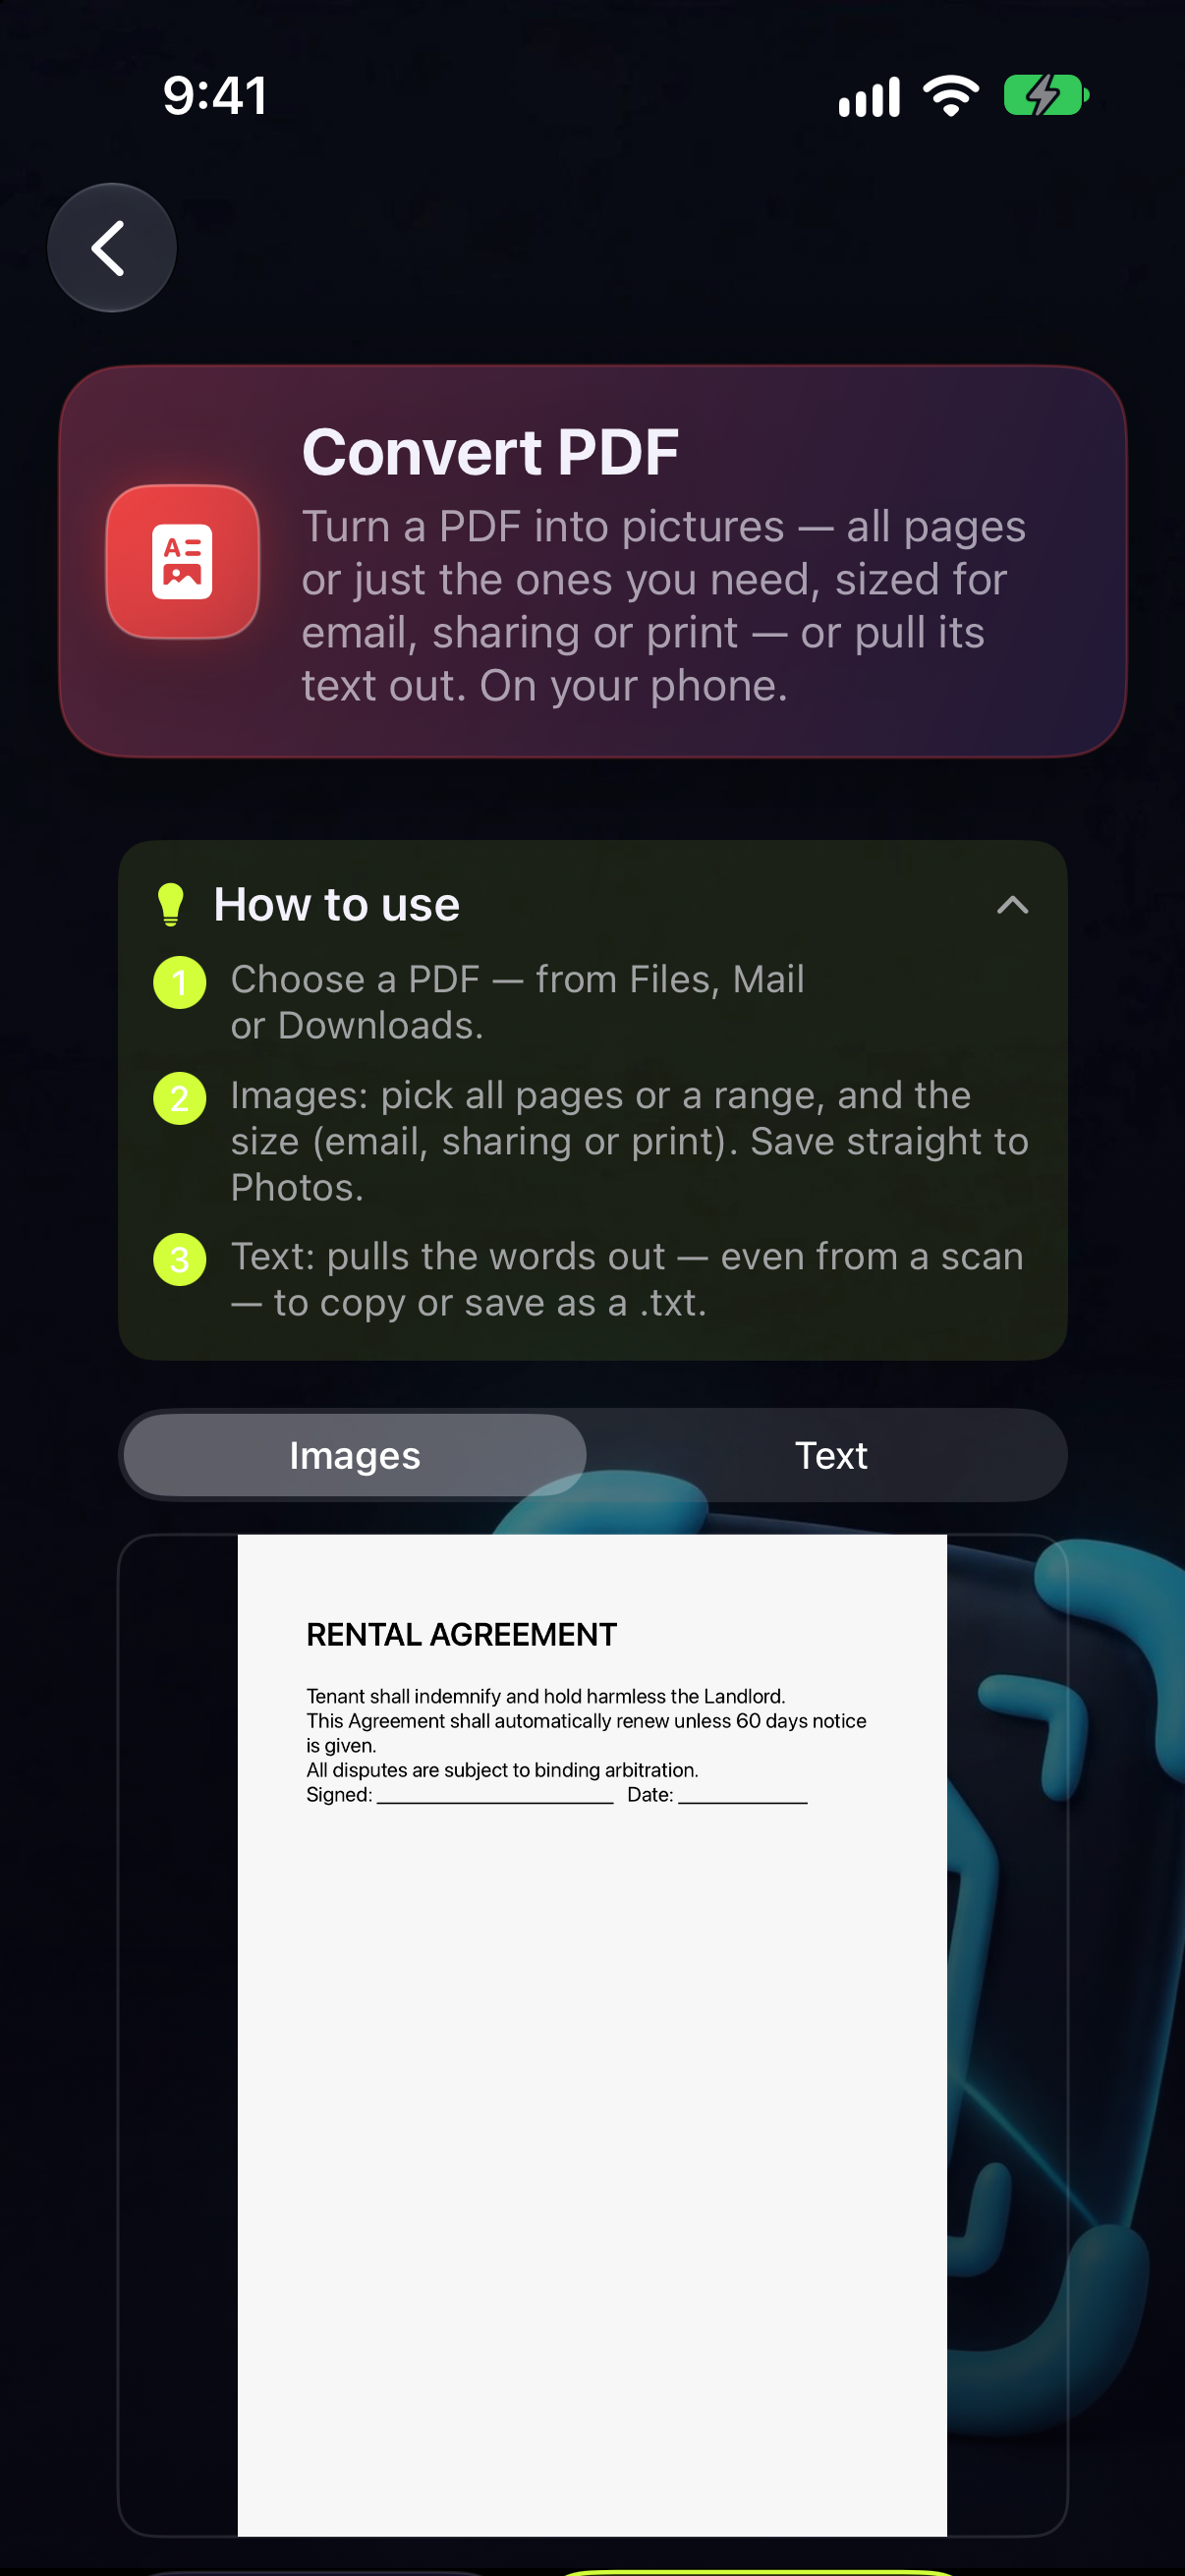 9:41
Convert PDF
Turn a PDF into pictures — all pages
or just the ones you need, sized for
email, sharing or print — or pull its
text out. On your phone.
How to use
1 Choose a PDF — from Files, Mail
or Downloads.
2 Images: pick all pages or a range, and the
size (email, sharing or print). Save straight to
Photos.
3 Text: pulls the words out — even from a scan
— to copy or save as a .txt.
Images Text
RENTAL AGREEMENT
Tenant shall indemnify and hold harmless the Landlord.
This Agreement shall automatically renew unless 60 days notice
is given.
All disputes are subject to binding arbitration.
Signed: ______________________ Date: ____________